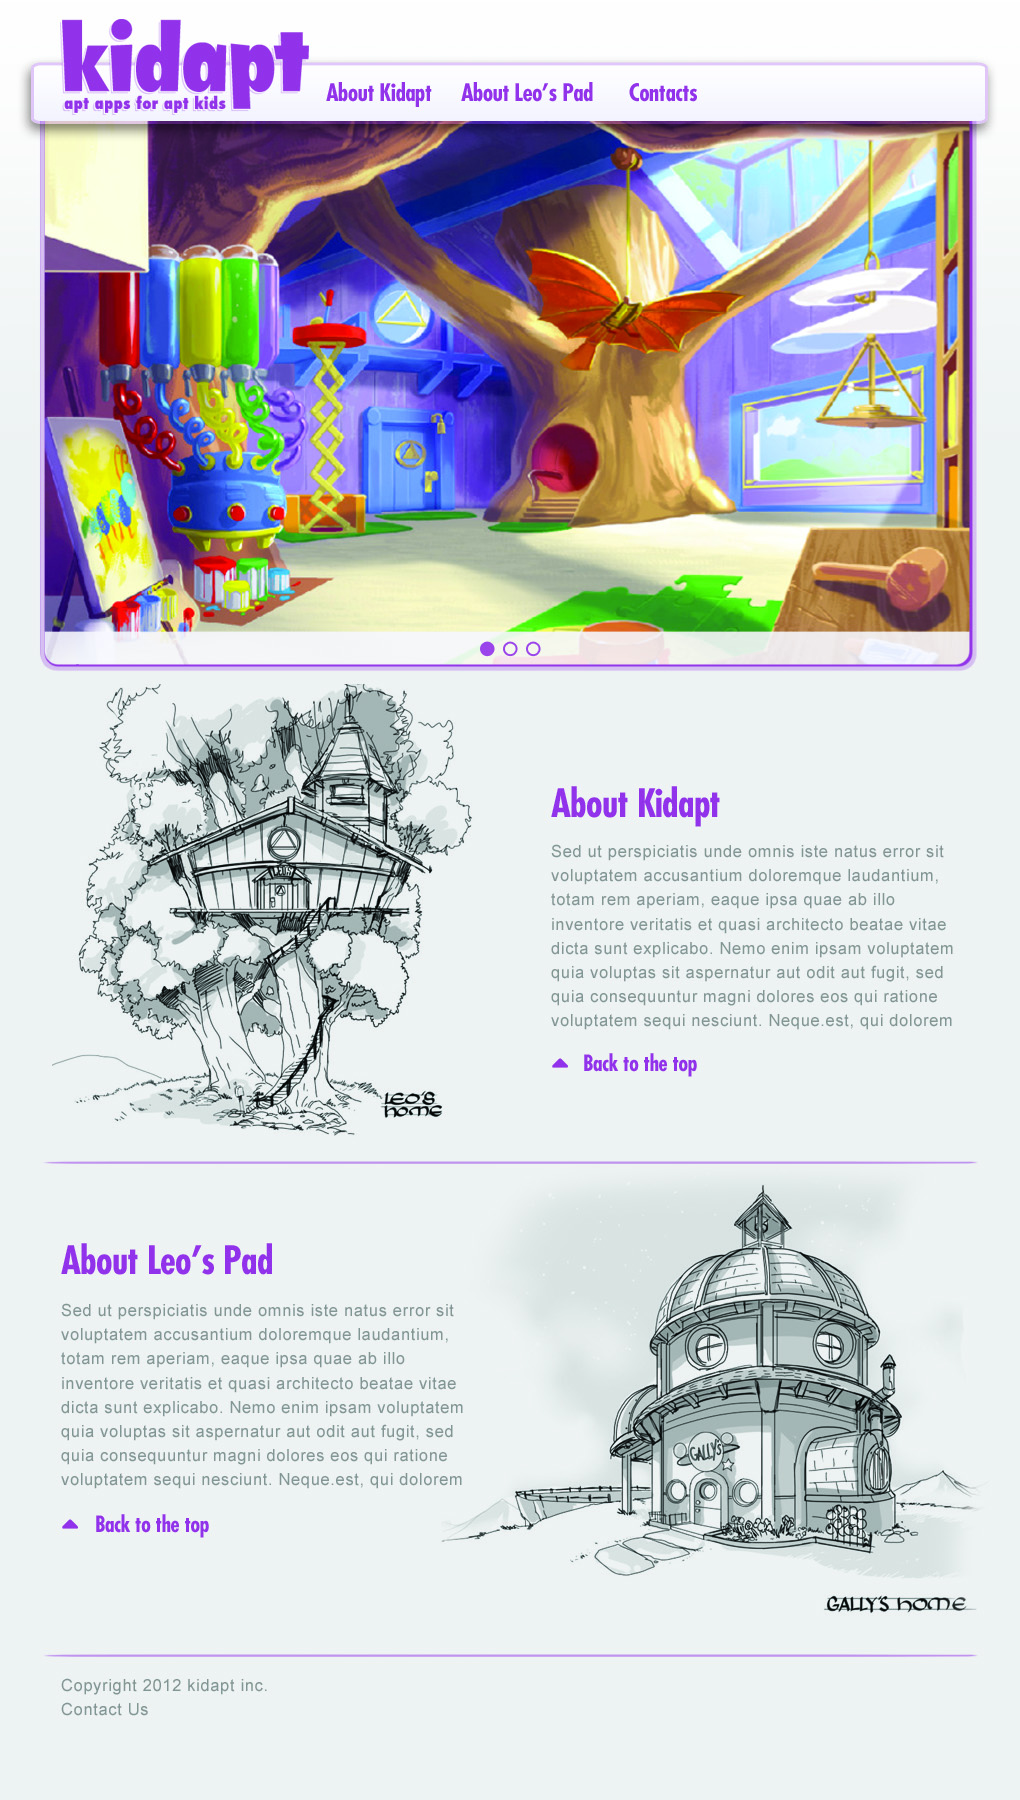 kidapt
apt apps for apt kids
About Kidapt
About Leo's Pad
Contacts
LEO'S
HOME
About Kidapt
Sed ut perspiciatis unde omnis iste natus error sit
voluptatem accusantium doloremque laudantium,
totam rem aperiam, eaque ipsa quae ab illo
inventore veritatis et quasi architecto beatae vitae
dicta sunt explicabo. Nemo enim ipsam voluptatem
quia voluptas sit aspernatur aut odit aut fugit, sed
quia consequuntur magni dolores eos qui ratione
voluptatem sequi nesciunt. Neque.est, qui dolorem
Back to the top
About Leo's Pad
Sed ut perspiciatis unde omnis iste natus error sit
voluptatem accusantium doloremque laudantium,
totam rem aperiam, eaque ipsa quae ab illo
inventore veritatis et quasi architecto beatae vitae
dicta sunt explicabo. Nemo enim ipsam voluptatem
quia voluptas sit aspernatur aut odit aut fugit, sed
quia consequuntur magni dolores eos qui ratione
voluptatem sequi nesciunt. Neque.est, qui dolorem
Back to the top
GALLY'S
GALLY'S HOME
Copyright 2012 kidapt inc.
Contact Us